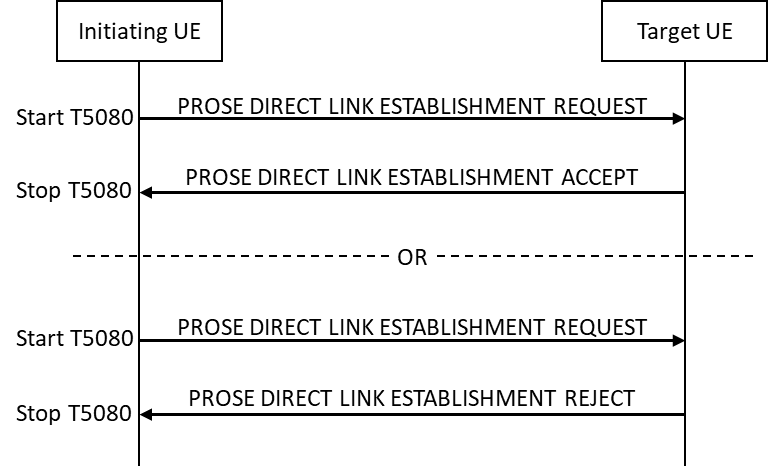 Initiating UE
Target UE
Start T5080
PROSE DIRECT LINK ESTABLISHMENT REQUEST
Stop T5080
PROSE DIRECT LINK ESTABLISHMENT ACCEPT
OR
Start T5080
PROSE DIRECT LINK ESTABLISHMENT REQUEST
Stop T5080
PROSE DIRECT LINK ESTABLISHMENT REJECT